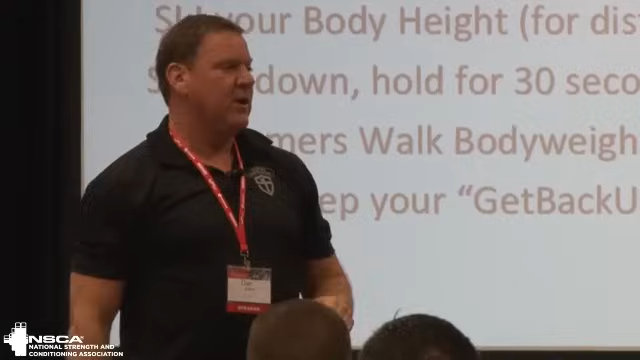 your Body Height (for dis
down, hold for 30 seco
mers Walk Bodyweigh
ep your “GetBackU
SPEAKER
NSCA
NATIONAL STRENGTH AND
CONDITIONING ASSOCIATION